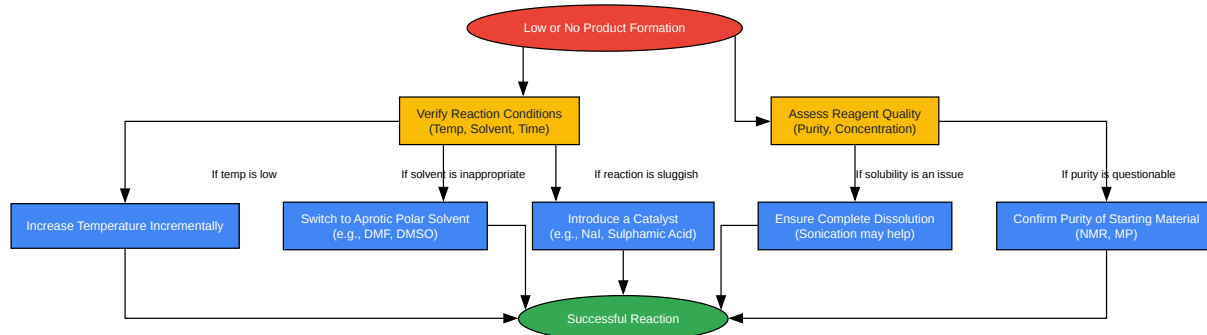 Low or No Product Formation
Verify Reaction Conditions
(Temp, Solvent, Time)
Assess Reagent Quality
(Purity, Concentration)
If temp is low
If solvent is inappropriate
If reaction is sluggish
If solubility is an issue
If purity is questionable
Increase Temperature Incrementally
Switch to Aprotic Polar Solvent
(e.g., DMF, DMSO)
Introduce a Catalyst
(e.g., NaI, Sulphamic Acid)
Ensure Complete Dissolution
(Sonication may help)
Confirm Purity of Starting Material
(NMR, MP)
Successful Reaction